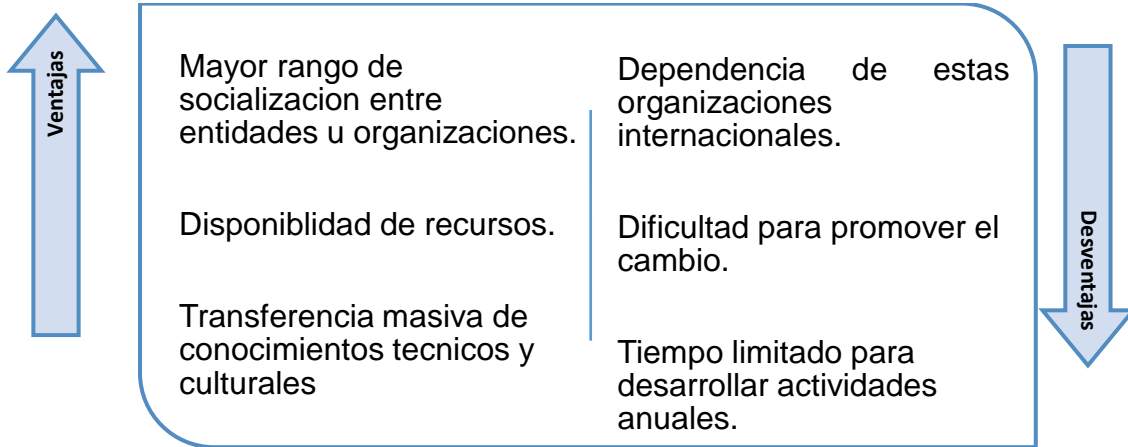 Ventajas
Mayor rango de
socializacion entre
entidades u organizaciones.
Disponiblidad de recursos.
Transferencia masiva de
conocimientos tecnicos y
culturales
Dependencia de estas
organizaciones
internacionales.
Dificultad para promover el
cambio.
Tiempo limitado para
desarrollar actividades
anuales.
Desventajas